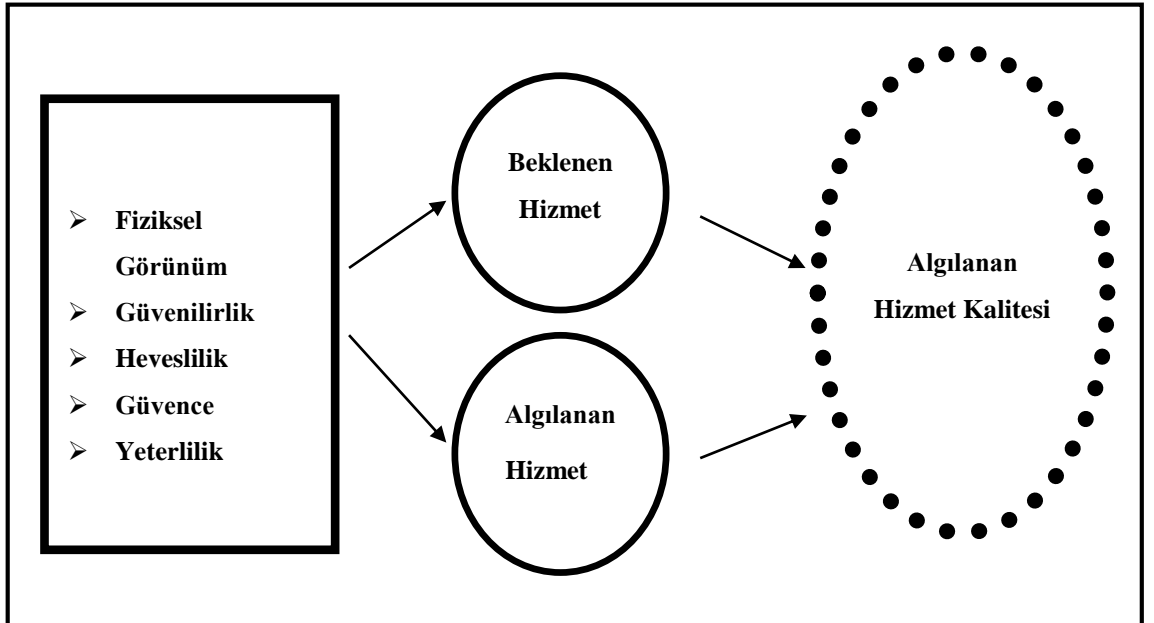 ➢ Fiziksel
Görünüm
➢ Güvenilirlik
➢ Heveslilik
➢ Güvence
➢ Yeterlilik
Beklenen
Hizmet
Algılanan
Hizmet
Algılanan
Hizmet Kalitesi